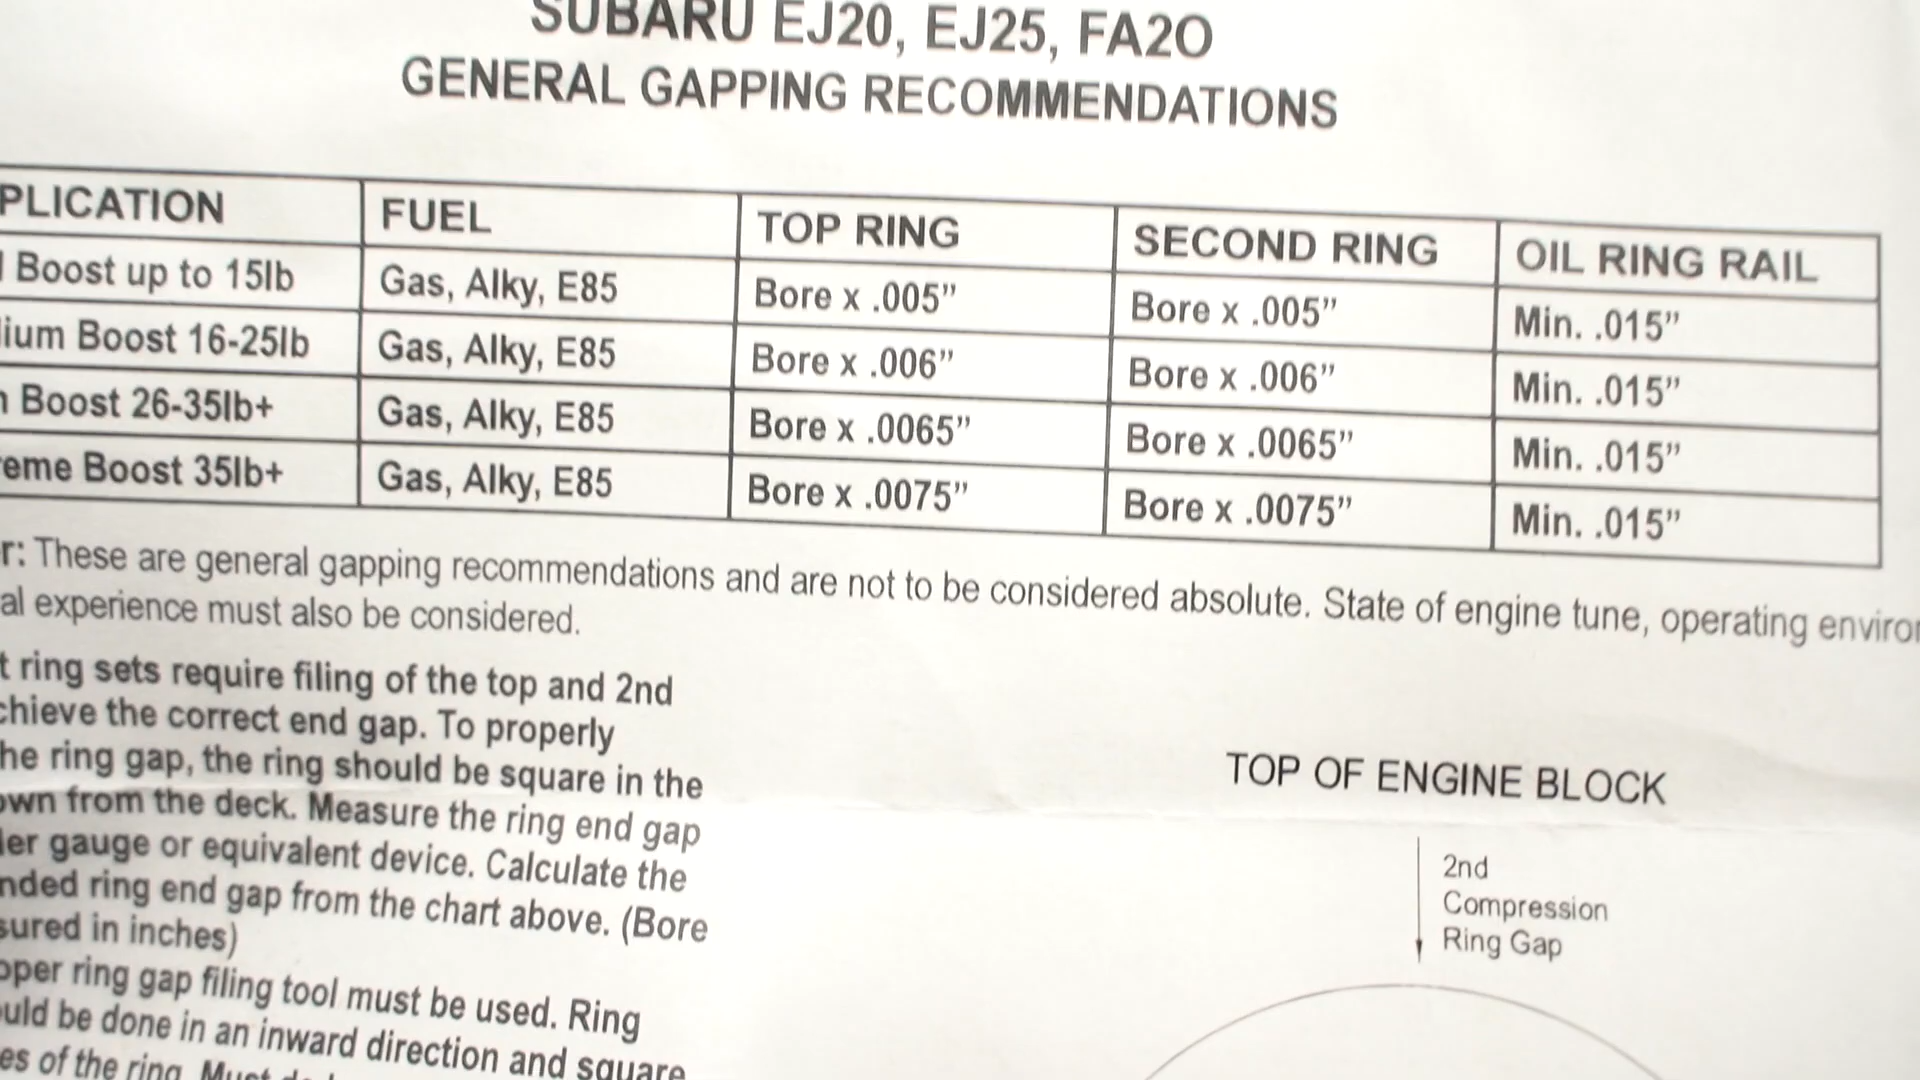 SUBARU EJ20, EJ25, FA2O
GENERAL GAPPING RECOMMENDATIONS
PLICATION FUEL TOP RING SECOND RING OIL RING RAIL
Boost up to 15lb Gas, Alky, E85 Bore x .005” Bore x .005” Min. .015”
ium Boost 16-25lb Gas, Alky, E85 Bore x .006” Bore x .006” Min. .015”
Boost 26-35lb+ Gas, Alky, E85 Bore x .0065” Bore x .0065” Min. .015”
eme Boost 35lb+ Gas, Alky, E85 Bore x .0075” Bore x .0075” Min. .015”
r: These are general gapping recommendations and are not to be considered absolute. State of engine tune, operating enviro
al experience must also be considered.
t ring sets require filing of the top and 2nd
chieve the correct end gap. To properly
he ring gap, the ring should be square in the
own from the deck. Measure the ring end gap
ler gauge or equivalent device. Calculate the
nded ring end gap from the chart above. (Bore
sured in inches)
oper ring gap filing tool must be used. Ring
uld be done in an inward direction and square
es of the ring. Must
TOP OF ENGINE BLOCK
2nd
Compression
Ring Gap